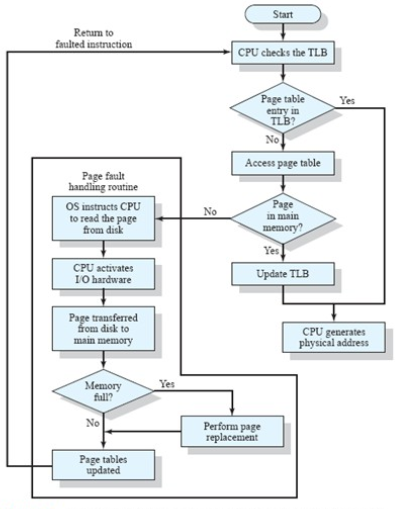 Start
Return to
faulted instruction
CPU checks the TLB
Page table
entry in
TLB?
Yes
No
Access page table
Page fault
handling routine
OS instructs CPU
to read the page
from disk
No
Page
in main
memory?
Yes
CPU activates
I/O hardware
Update TLB
Page transferred
from disk to
main memory
CPU generates
physical address
Memory
full?
Yes
No
Perform page
replacement
Page tables
updated